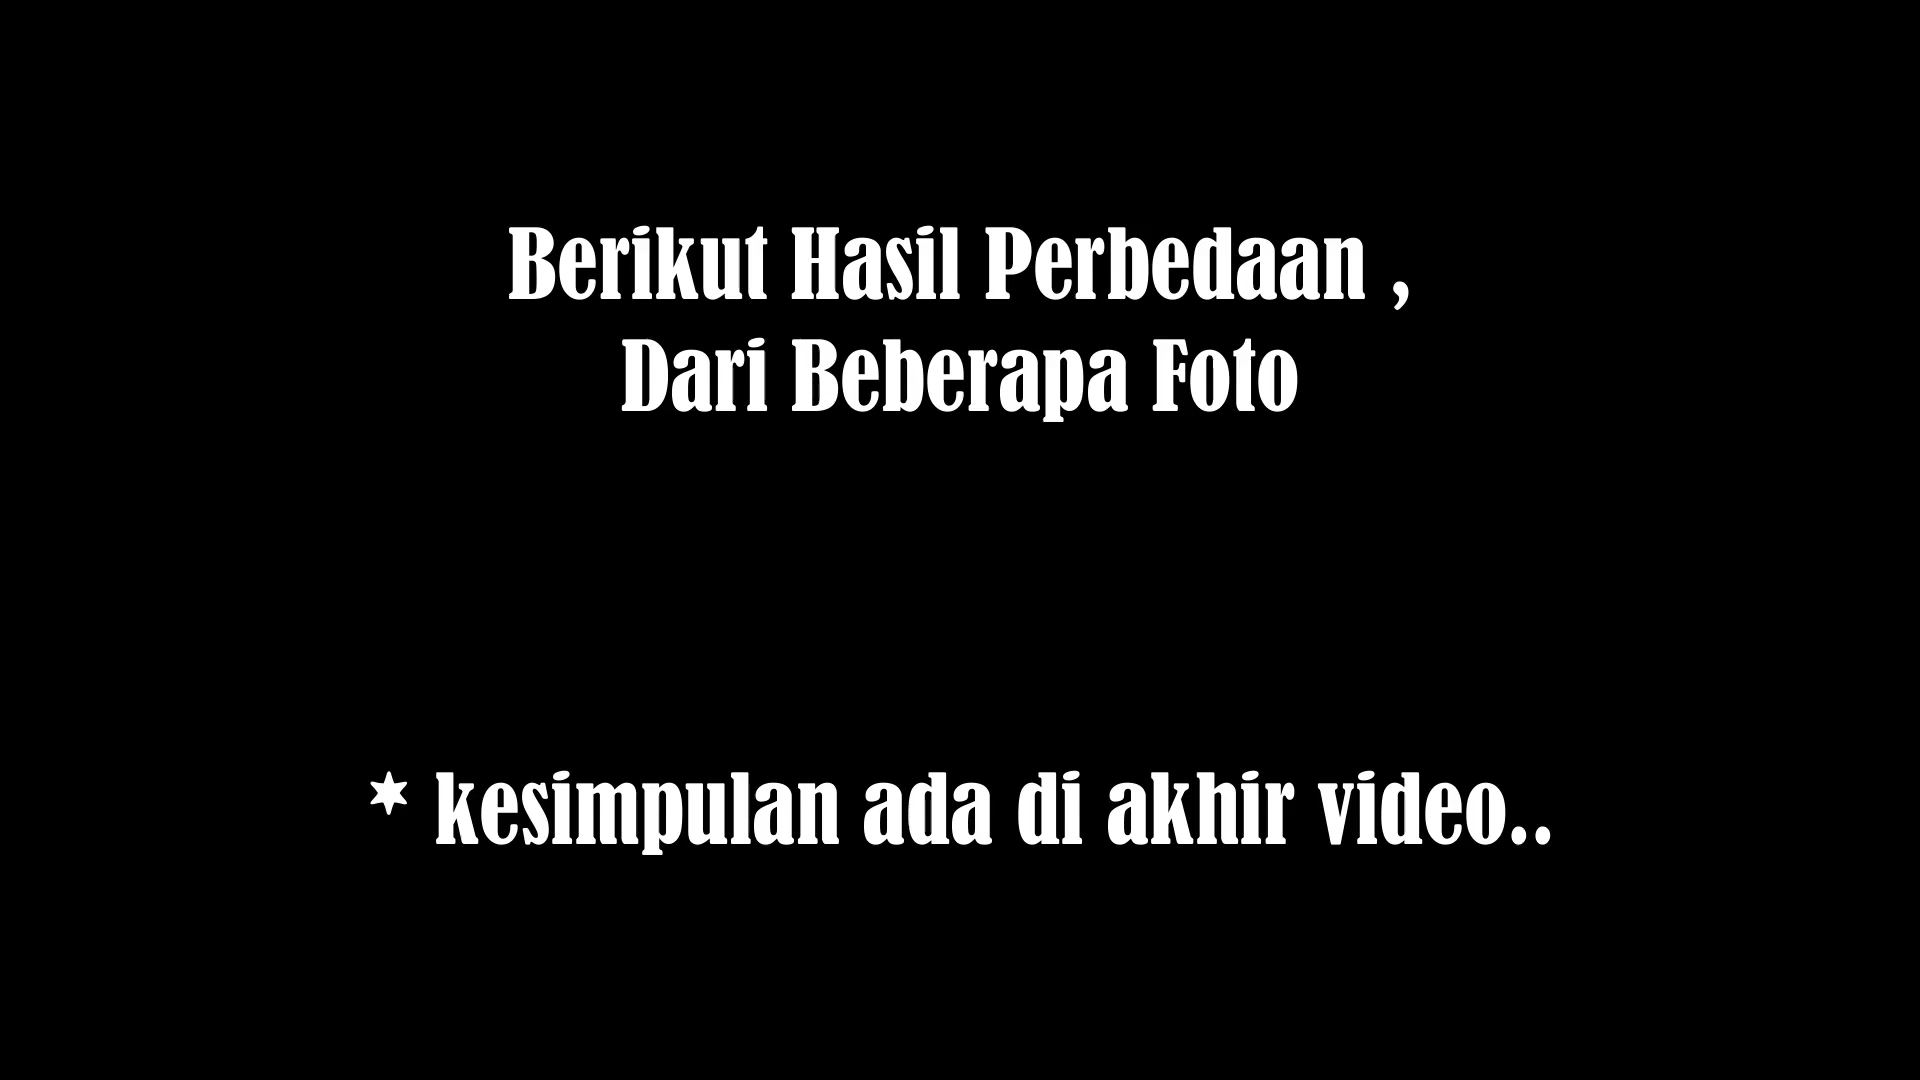 Berikut Hasil Perbedaan ,
Dari Beberapa Foto
* kesimpulan ada di akhir video..